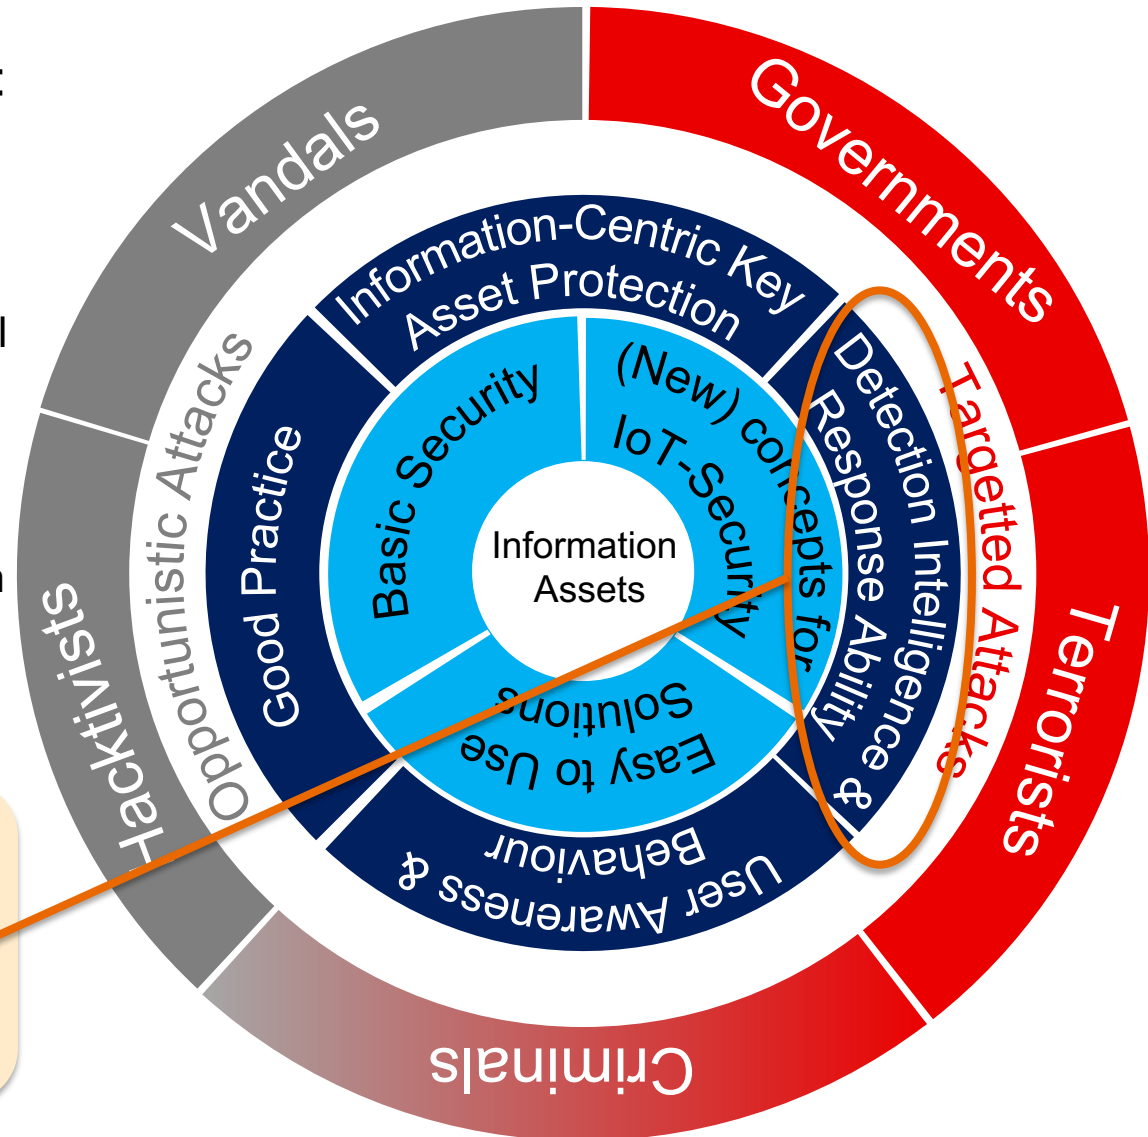 Vandals
Governments
Terrorists
Criminals
Hacktivists
Opportunistic Attacks
Targetted Attacks
Information-Centric Key
Asset Protection
Detection Intelligence &
Response Ability
User Awareness &
Behaviour
Good Practice
Basic Security
(New) concepts for
IoT-Security
Easy to Use
Solutions
Information
Assets